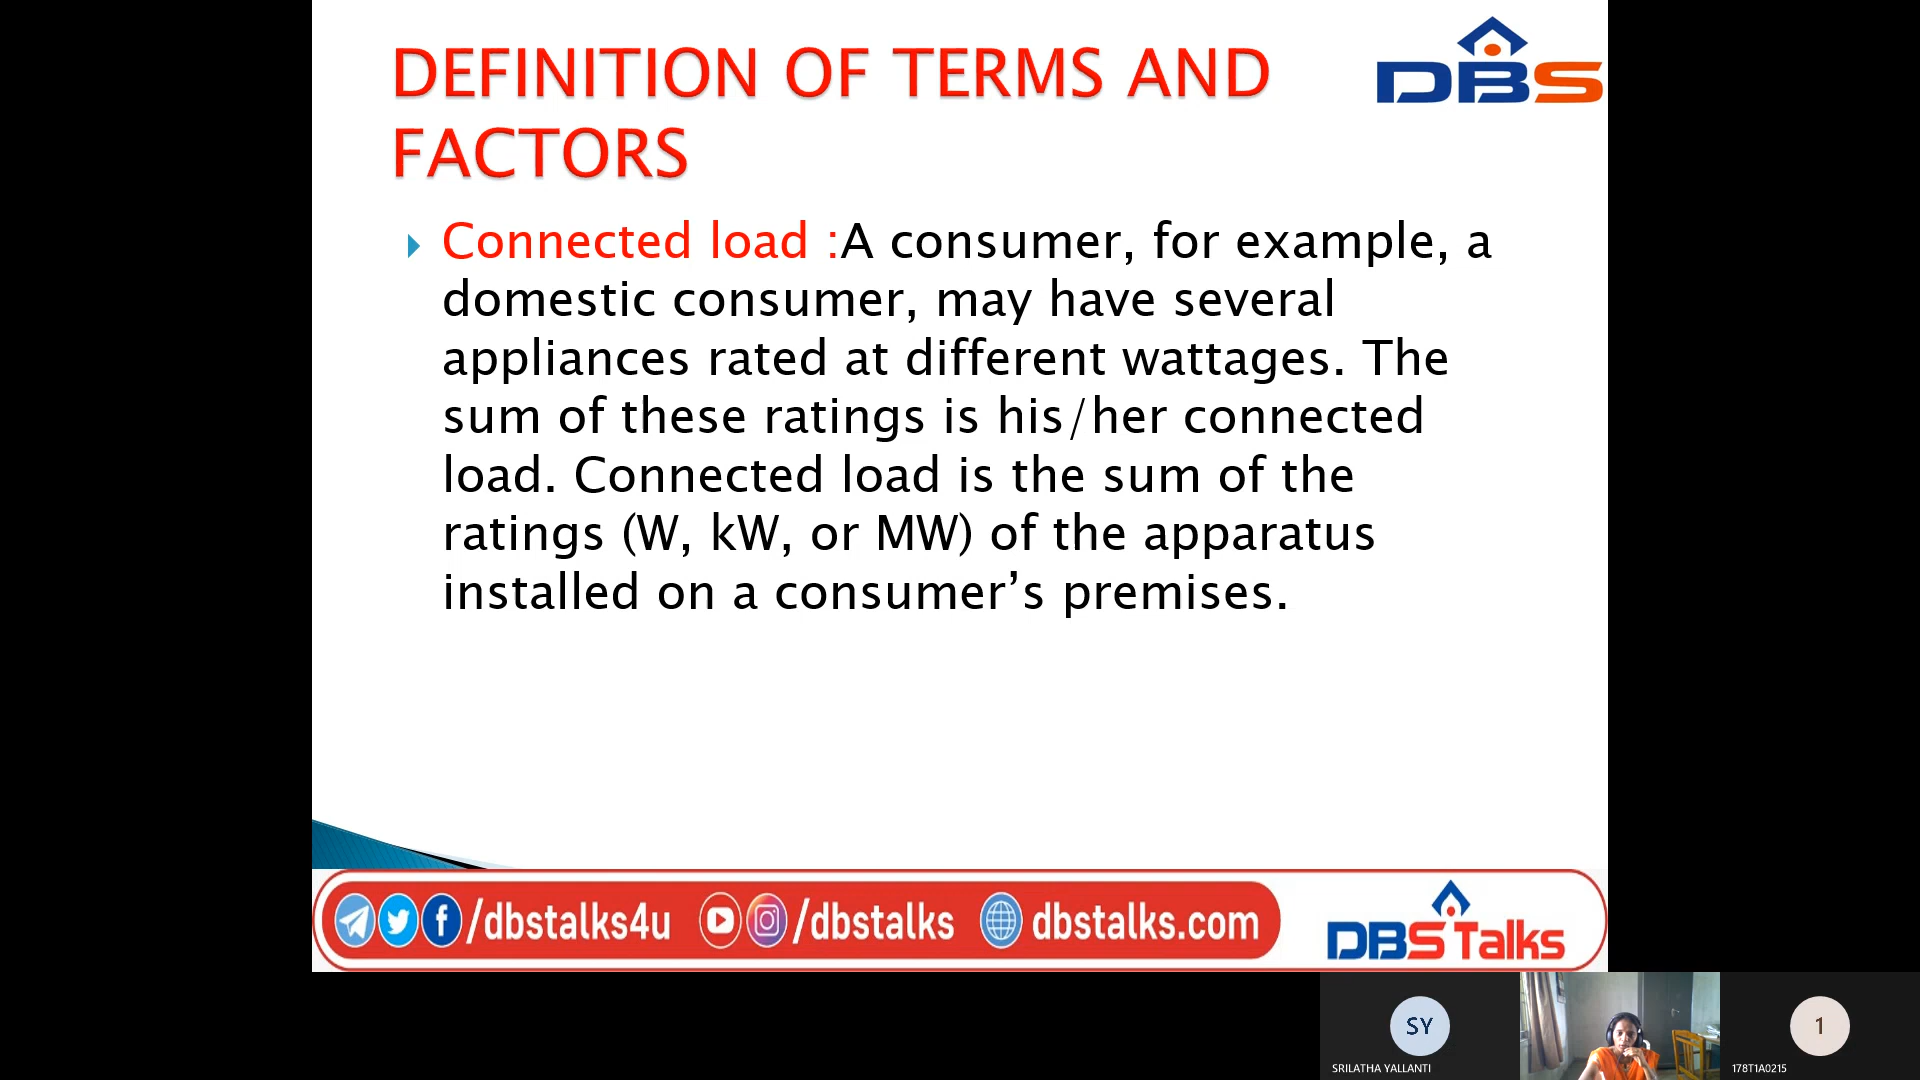 DEFINITION OF TERMS AND
FACTORS
DBS
Connected load :A consumer, for example, a
domestic consumer, may have several
appliances rated at different wattages. The
sum of these ratings is his/her connected
load. Connected load is the sum of the
ratings (W, kW, or MW) of the apparatus
installed on a consumer’s premises.
/dbstalks4u /dbstalks dbstalks.com
DBS Talks
SY
SRILATHA YALLANTI
1
178T1A0215